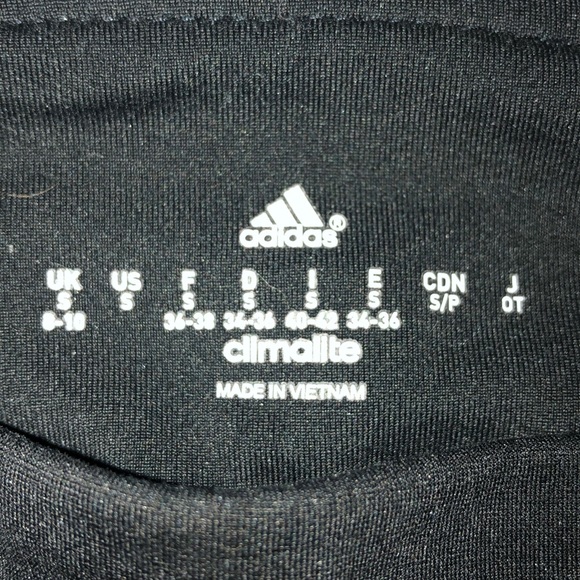 adidas®
UK US F D I E CDN J
S S S S S S S/P OT
8-10 36-38 34-36 40-42 34-36
climalite
MADE IN VIETNAM